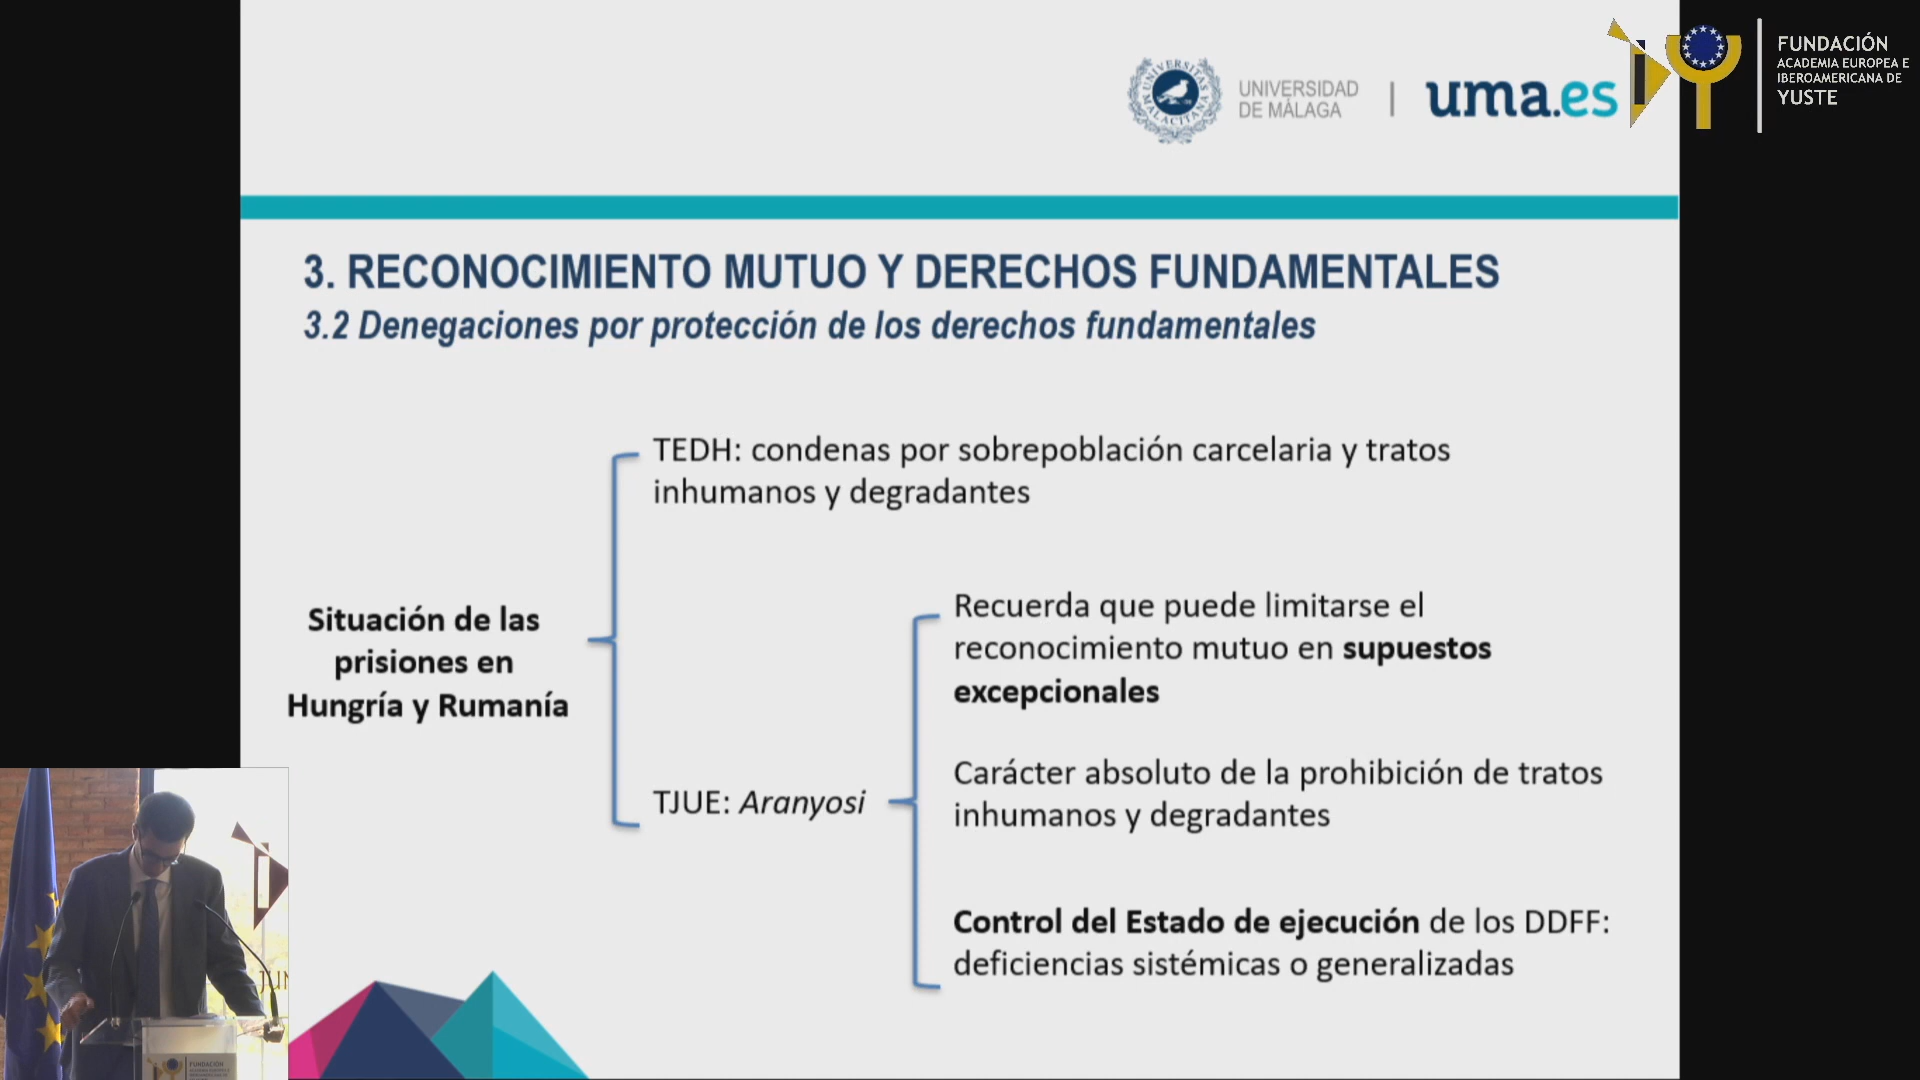 UNIVERSIDAD
DE MÁLAGA
uma.es
FUNDACIÓN
ACADEMIA EUROPEA E
IBEROAMERICANA DE
YUSTE
3. RECONOCIMIENTO MUTUO Y DERECHOS FUNDAMENTALES
3.2 Denegaciones por protección de los derechos fundamentales
Situación de las
prisiones en
Hungría y Rumanía
TEDH: condenas por sobrepoblación carcelaria y tratos
inhumanos y degradantes
TJUE: Aranyosi
Recuerda que puede limitarse el
reconocimiento mutuo en supuestos
excepcionales
Carácter absoluto de la prohibición de tratos
inhumanos y degradantes
Control del Estado de ejecución de los DDFF:
deficiencias sistémicas o generalizadas
FUNDACIÓN